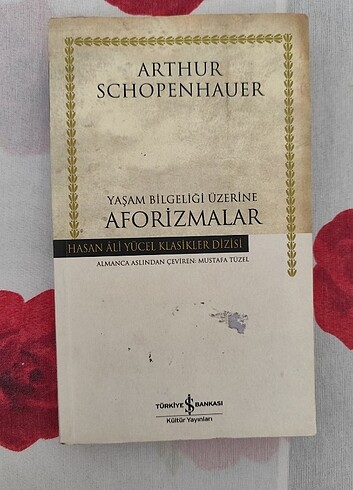 ARTHUR
SCHOPENHAUER
YAŞAM BİLGELİĞİ ÜZERİNE
AFORİZMALAR
HASAN ÂLİ YÜCEL KLASİKLER DİZİSİ
ALMANCA ASLINDAN ÇEVİREN: MUSTAFA TÜZEL
TÜRKİYE İŞ BANKASI
Kültür Yayınları